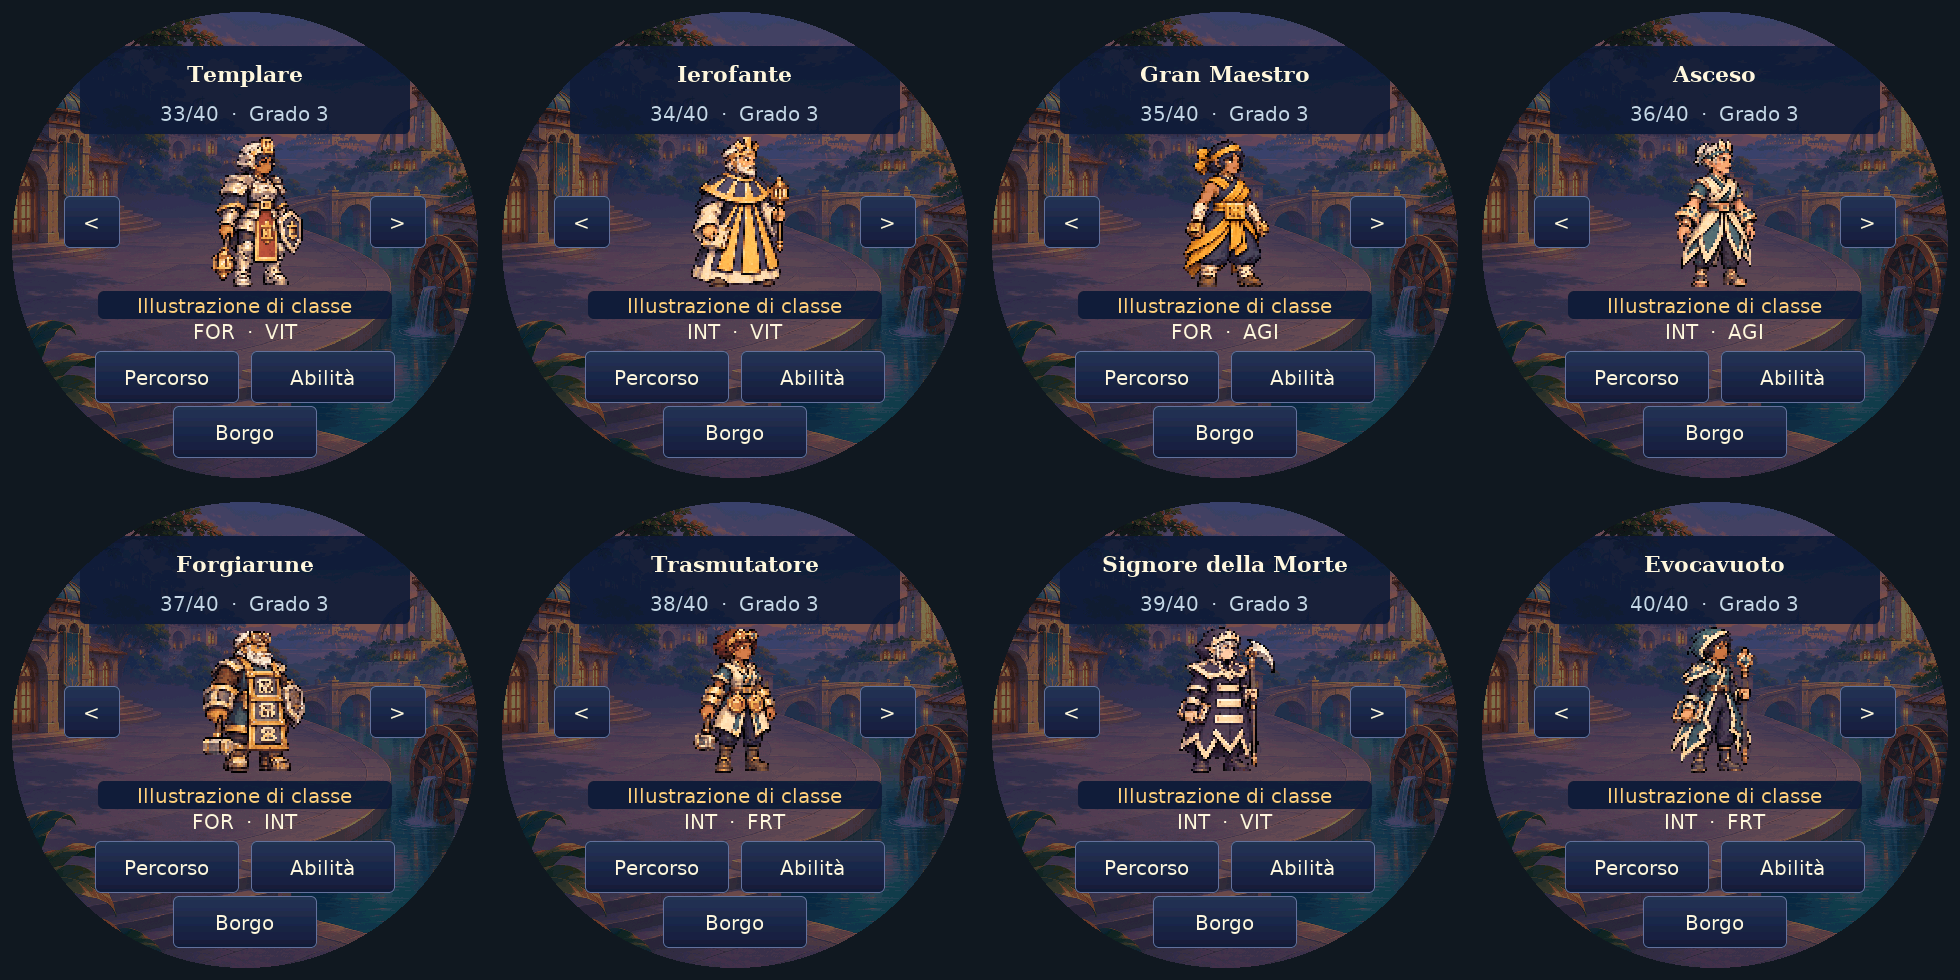 Templare
33/40 · Grado 3
<
>
Illustrazione di classe
FOR · VIT
Percorso
Abilità
Borgo
Ierofante
34/40 · Grado 3
<
>
Illustrazione di classe
INT · VIT
Percorso
Abilità
Borgo
Gran Maestro
35/40 · Grado 3
<
>
Illustrazione di classe
FOR · AGI
Percorso
Abilità
Borgo
Asceso
36/40 · Grado 3
<
>
Illustrazione di classe
INT · AGI
Percorso
Abilità
Borgo
Forgiarune
37/40 · Grado 3
<
>
Illustrazione di classe
FOR · INT
Percorso
Abilità
Borgo
Trasmutatore
38/40 · Grado 3
<
>
Illustrazione di classe
INT · FRT
Percorso
Abilità
Borgo
Signore della Morte
39/40 · Grado 3
<
>
Illustrazione di classe
INT · VIT
Percorso
Abilità
Borgo
Evocavuoto
40/40 · Grado 3
<
>
Illustrazione di classe
INT · FRT
Percorso
Abilità
Borgo